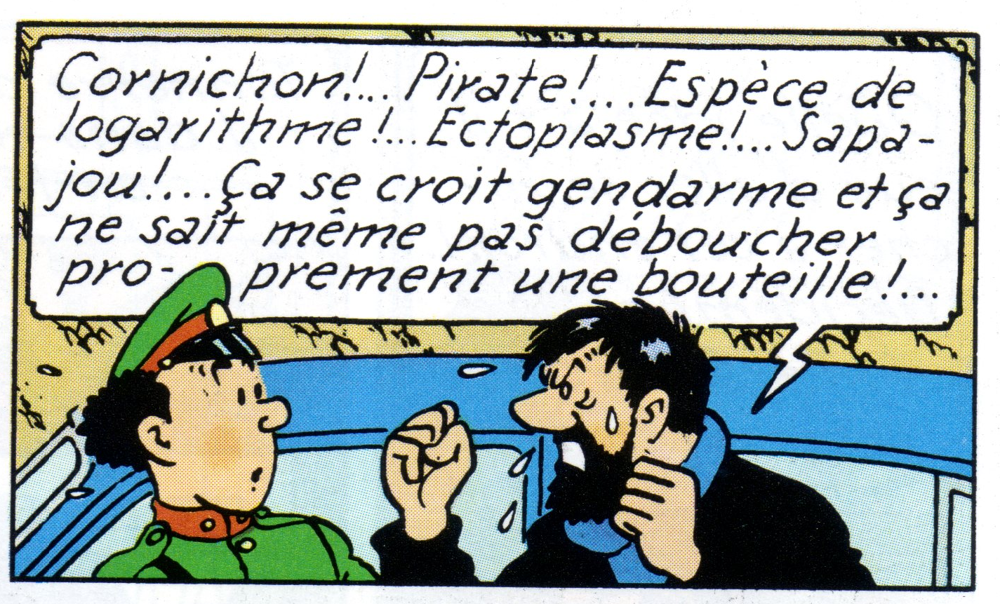 Cornichon!... Pirate!... Espèce de
logarithme!... Ectoplasme!... Sapa-
jou!... Ça se croit gendarme et ça
ne sait même pas déboucher
pro- prement une bouteille!...